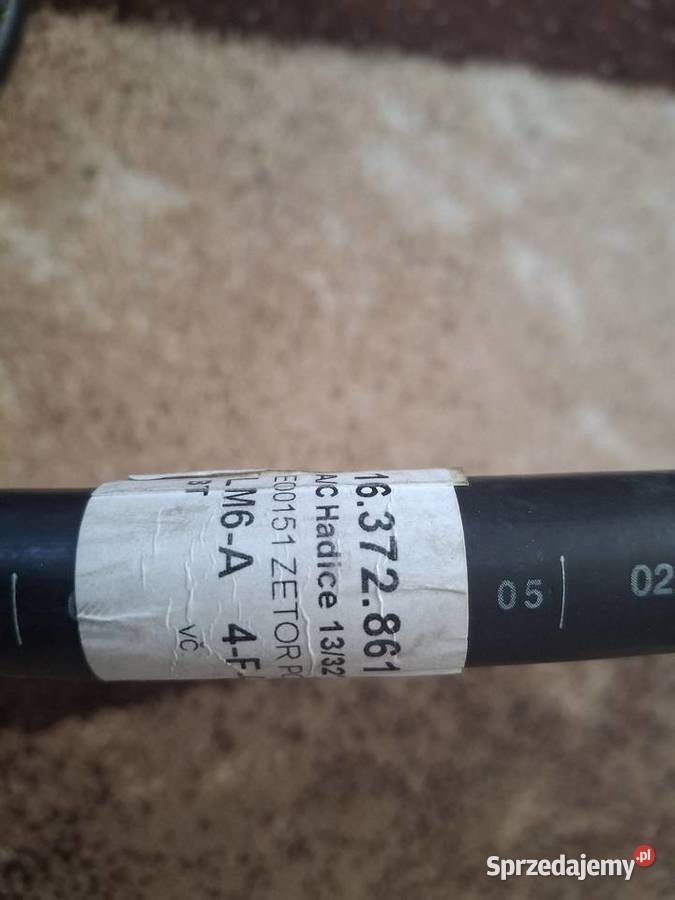 16.372.861
A/C Hadice 13/32"
E00151 ZETOR
LM6-A 4-F
VČ.
05
02
Sprzedajemy.pl